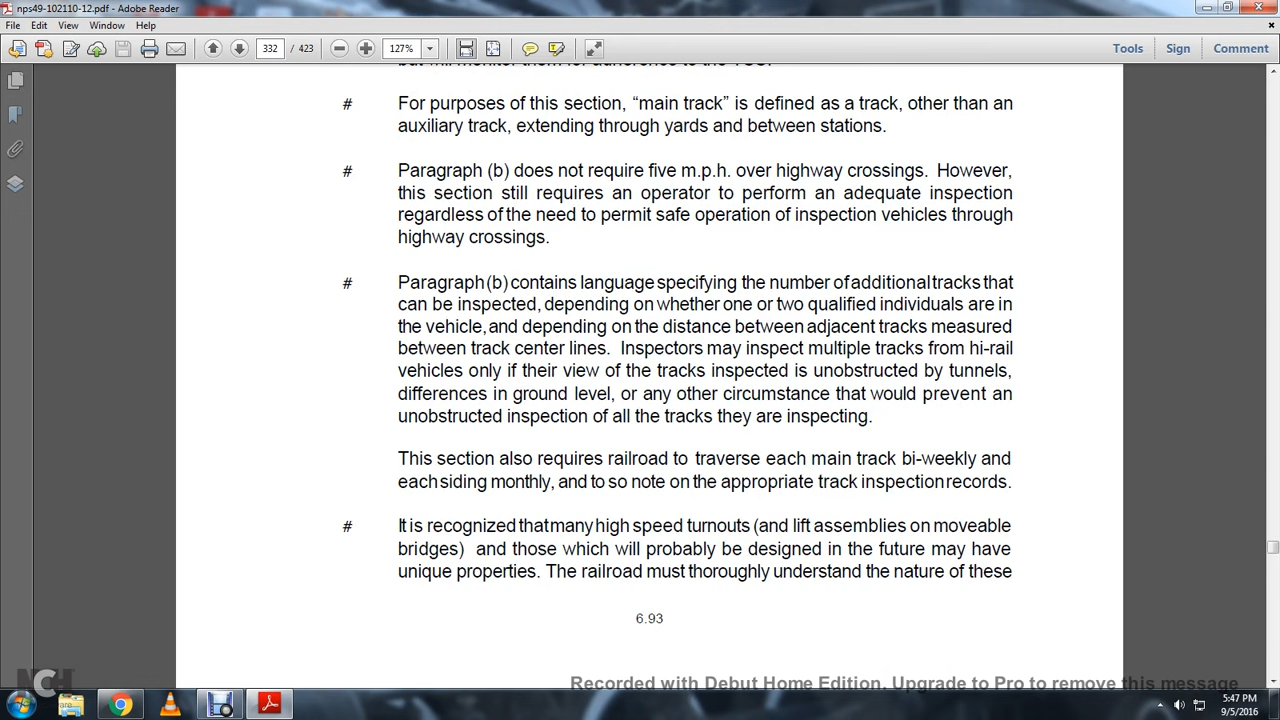 nps49-102110-12.pdf - Adobe Reader
File Edit View Window Help
332 / 423 127% Tools Sign Comment
# For purposes of this section, “main track” is defined as a track, other than an
auxiliary track, extending through yards and between stations.
# Paragraph (b) does not require five m.p.h. over highway crossings. However,
this section still requires an operator to perform an adequate inspection
regardless of the need to permit safe operation of inspection vehicles through
highway crossings.
# Paragraph (b) contains language specifying the number of additional tracks that
can be inspected, depending on whether one or two qualified individuals are in
the vehicle, and depending on the distance between adjacent tracks measured
between track center lines. Inspectors may inspect multiple tracks from hi-rail
vehicles only if their view of the tracks inspected is unobstructed by tunnels,
differences in ground level, or any other circumstance that would prevent an
unobstructed inspection of all the tracks they are inspecting.
This section also requires railroad to traverse each main track bi-weekly and
each siding monthly, and to so note on the appropriate track inspection records.
# It is recognized that many high speed turnouts (and lift assemblies on moveable
bridges) and those which will probably be designed in the future may have
unique properties. The railroad must thoroughly understand the nature of these
6.93
NCH
Recorded with Debut Home Edition. Upgrade to Pro to remove this message
5:47 PM
9/5/2016